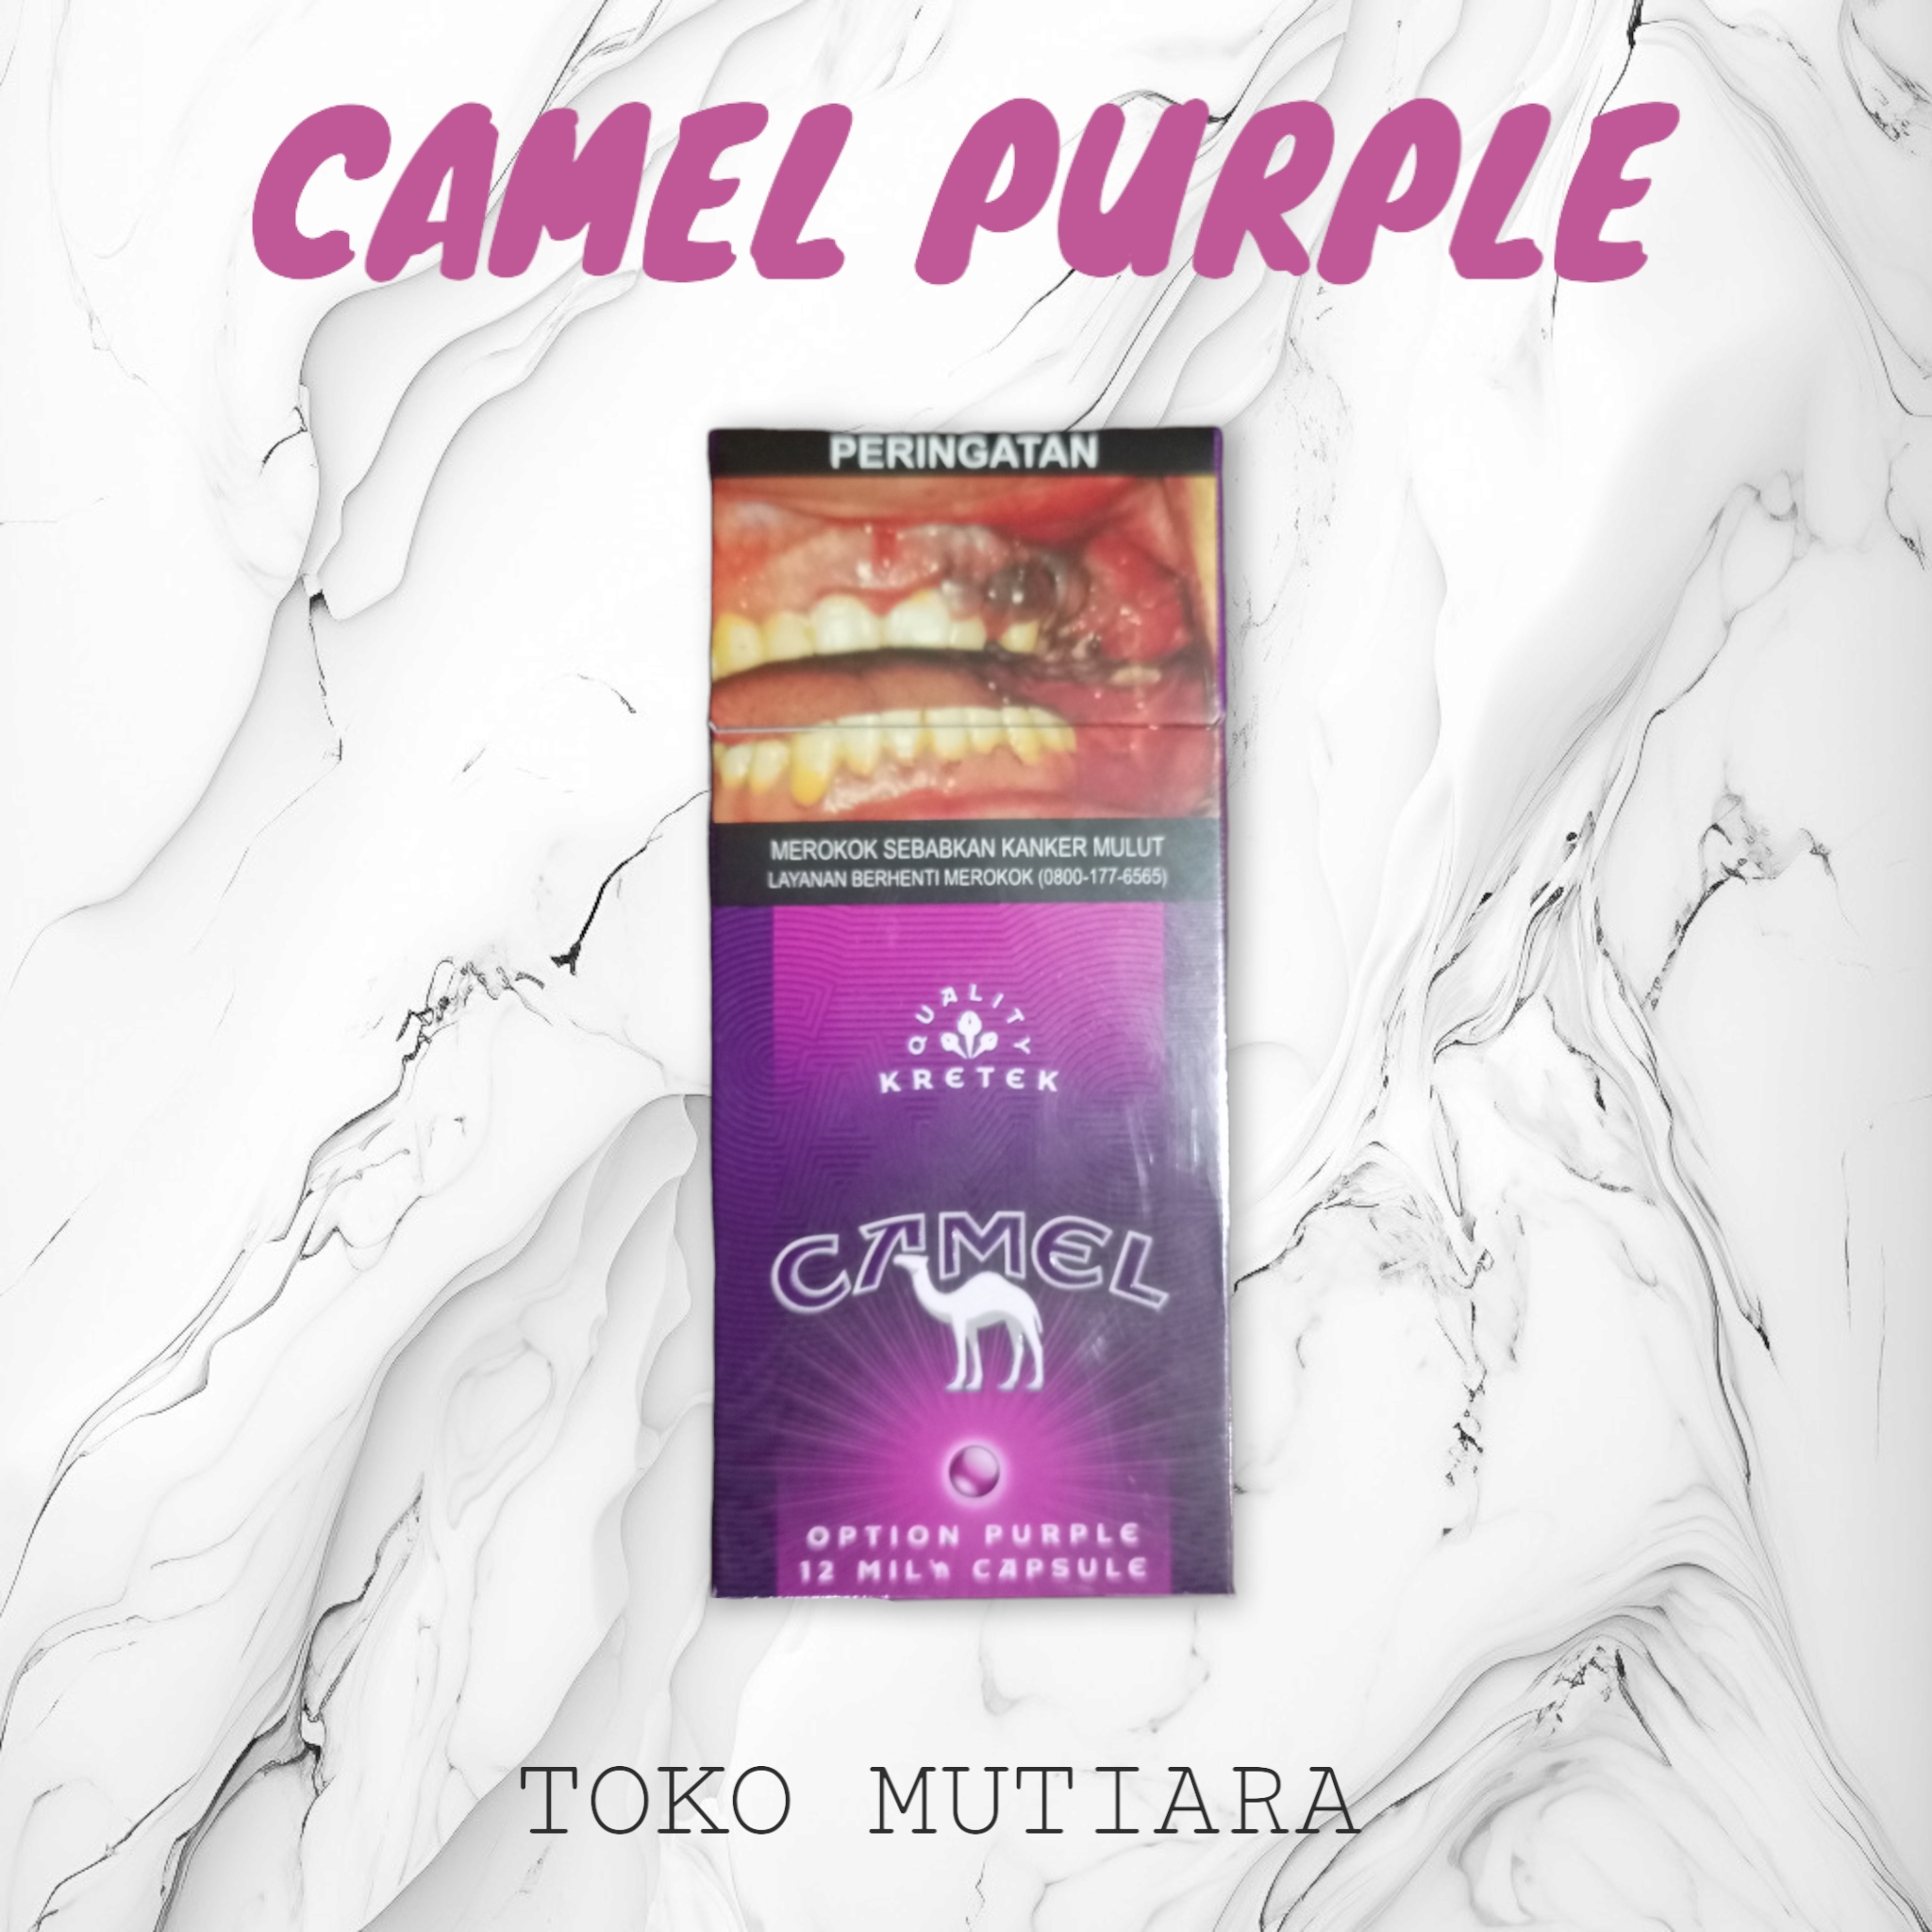 CAMEL PURPLE
PERINGATAN
MEROKOK SEBABKAN KANKER MULUT
LAYANAN BERHENTI MEROKOK (0800-177-6565)
QUALITY
KRETEK
CAMEL
OPTION PURPLE
12 MIL'n CAPSULE
TOKO MUTIARA